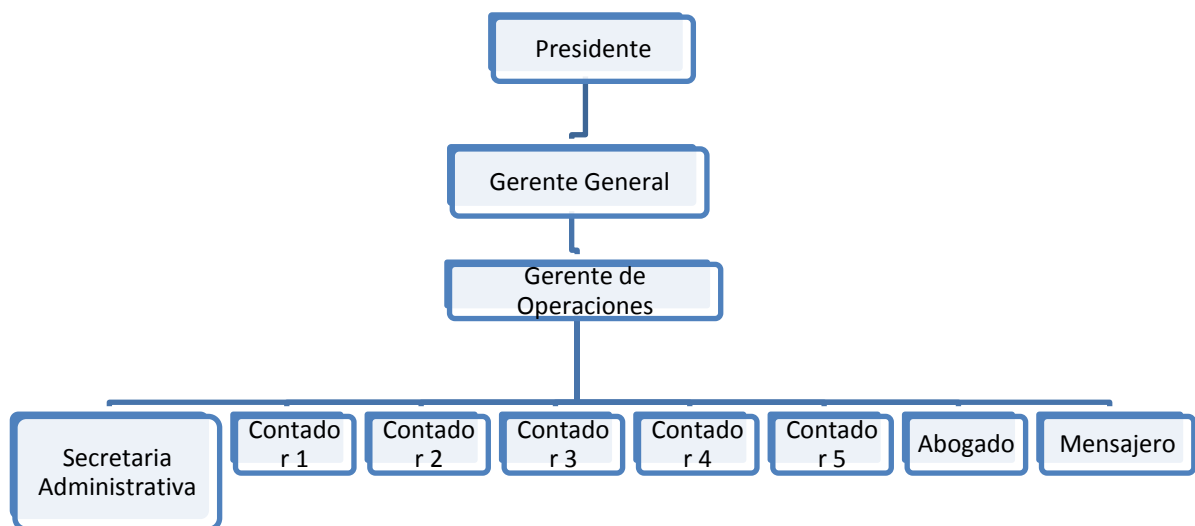 Presidente
Gerente General
Gerente de
Operaciones
Secretaria
Administrativa
Contado
r 1
Contado
r 2
Contado
r 3
Contado
r 4
Contado
r 5
Abogado
Mensajero